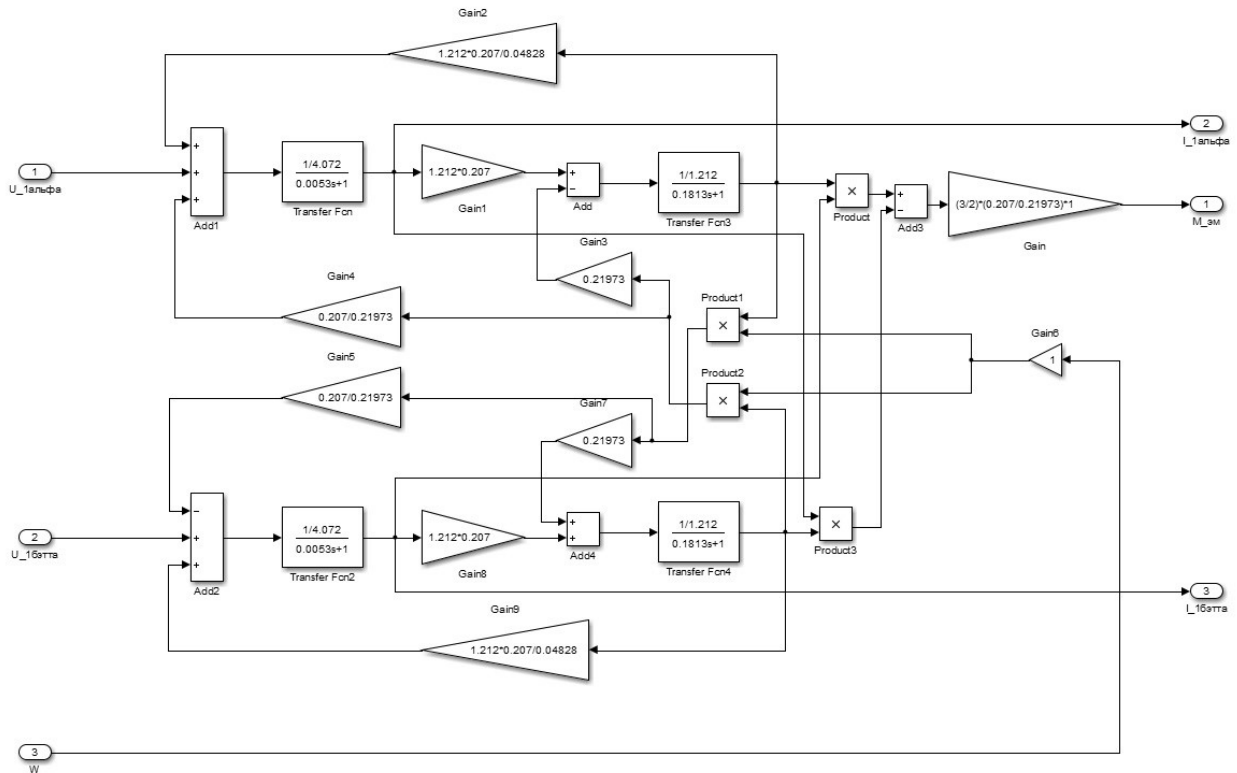 Gain2
1.212*0.207/0.04828
2
I_1альфа
1
U_1альфа
+
+
+
Add1
1/4.072
0.0053s+1
Transfer Fcn
1.212*0.207
Gain1
+
−
Add
1/1.212
0.1813s+1
Transfer Fcn3
×
Product
+
−
Add3
(3/2)*(0.207/0.21973)*1
Gain
1
M_эм
Gain3
0.21973
Gain4
0.207/0.21973
Product1
×
Gain6
1
Gain5
0.207/0.21973
Product2
×
Gain7
0.21973
2
U_1бэтта
−
+
+
Add2
1/4.072
0.0053s+1
Transfer Fcn2
1.212*0.207
Gain8
+
+
Add4
1/1.212
0.1813s+1
Transfer Fcn4
×
Product3
3
I_1бэтта
Gain9
1.212*0.207/0.04828
3
W